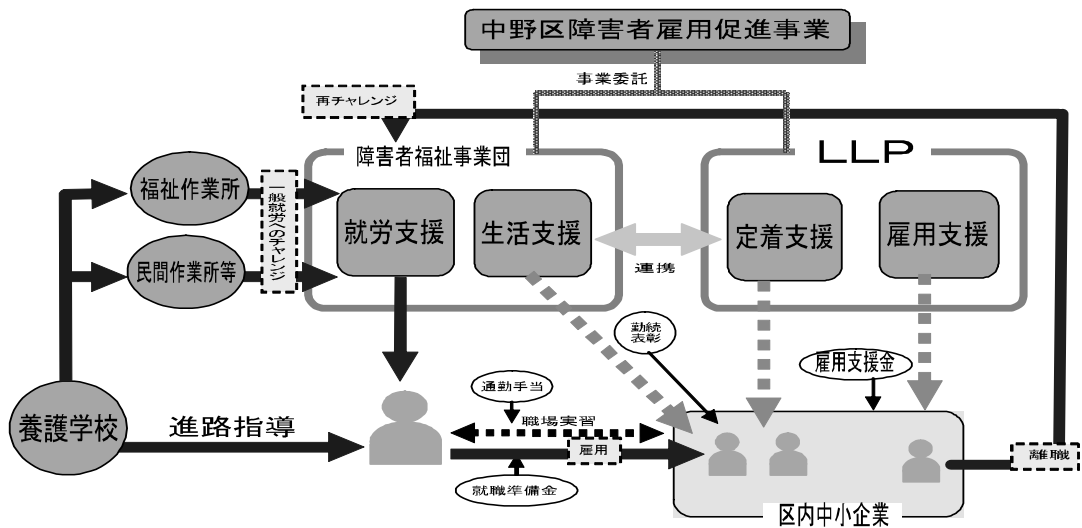 中野区障害者雇用促進事業
事業委託
再チャレンジ
障害者福祉事業団
LLP
福祉作業所
一般就労へのチャレンジ
就労支援
生活支援
定着支援
雇用支援
連携
民間作業所等
勤続
表彰
雇用支援金
通勤手当
養護学校
進路指導
職場実習
雇用
離職
就職準備金
区内中小企業